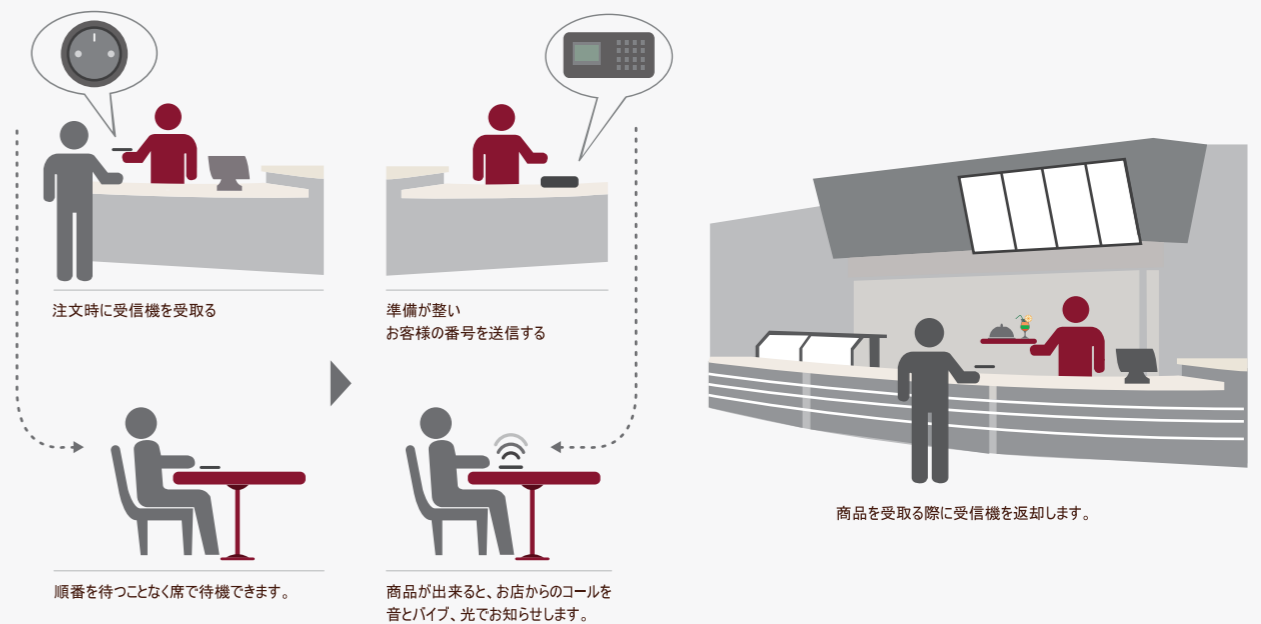 注文時に受信機を受取る
順番を待つことなく席で待機できます。
準備が整い
お客様の番号を送信する
商品が出来ると、お店からのコールを
音とバイブ、光でお知らせします。
商品を受取る際に受信機を返却します。